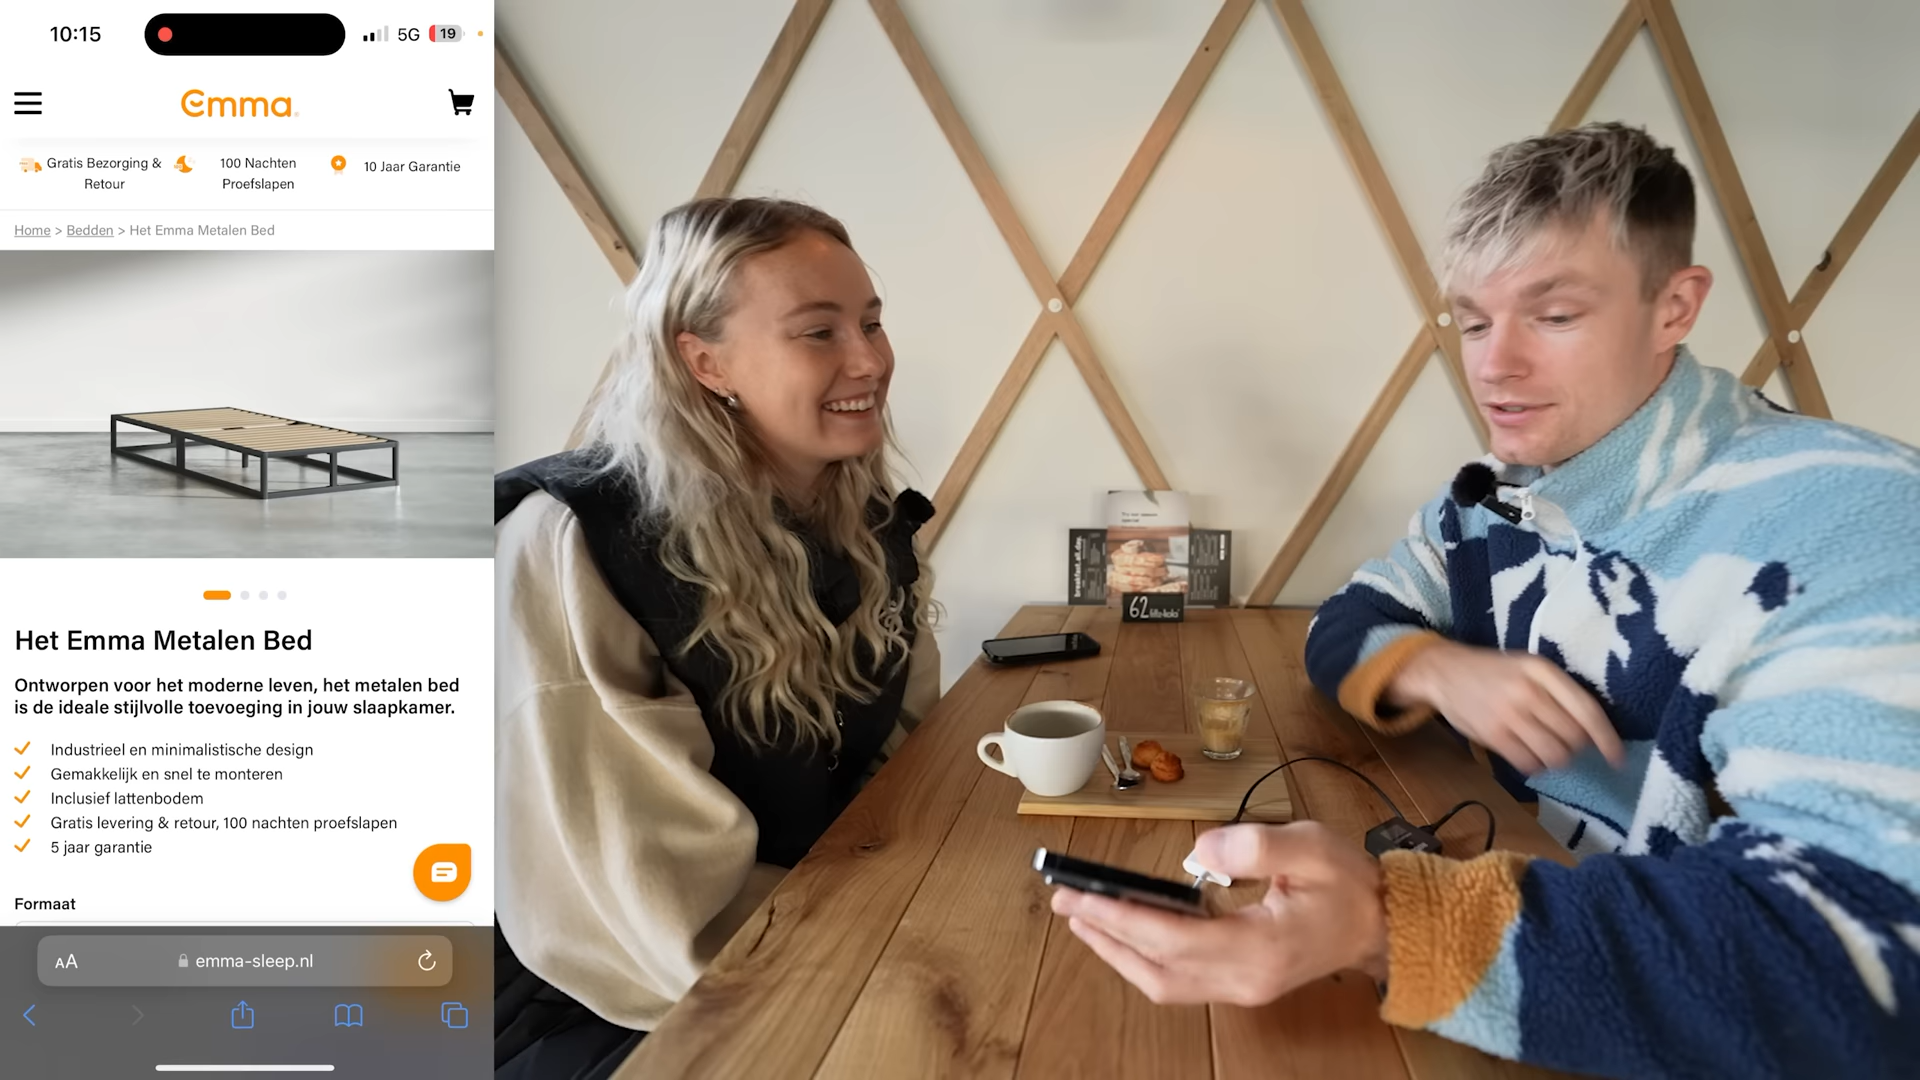 10:15
5G
19
emma
Gratis Bezorging &
Retour
100 Nachten
Proefslapen
10 Jaar Garantie
Home > Bedden > Het Emma Metalen Bed
Het Emma Metalen Bed
Ontworpen voor het moderne leven, het metalen bed
is de ideale stijlvolle toevoeging in jouw slaapkamer.
Industrieel en minimalistische design
Gemakkelijk en snel te monteren
Inclusief lattenbodem
Gratis levering & retour, 100 nachten proefslapen
5 jaar garantie
Formaat
AA
emma-sleep.nl
breakfast all day
62